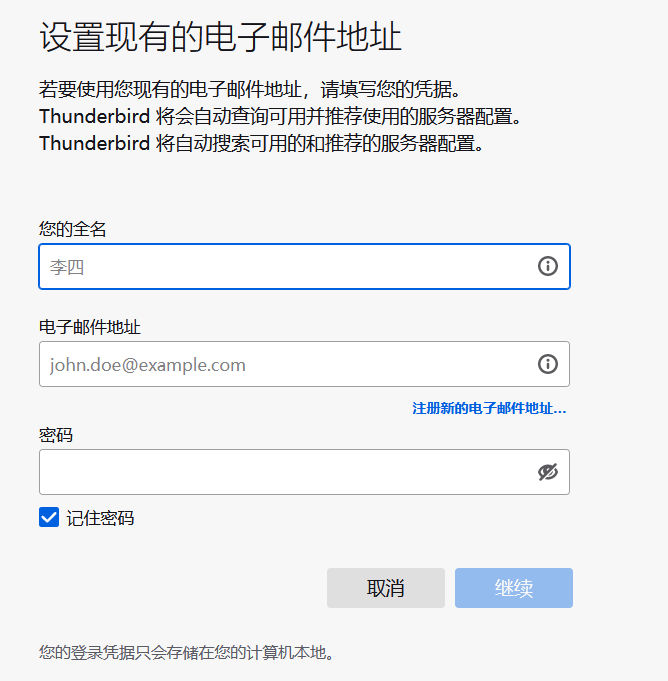 设置现有的电子邮件地址
若要使用您现有的电子邮件地址，请填写您的凭据。
Thunderbird 将会自动查询可用并推荐使用的服务器配置。
Thunderbird 将自动搜索可用的和推荐的服务器配置。
您的全名
李四
电子邮件地址
john.doe@example.com
注册新的电子邮件地址...
密码
记住密码
取消
继续
您的登录凭据只会存储在您的计算机本地。